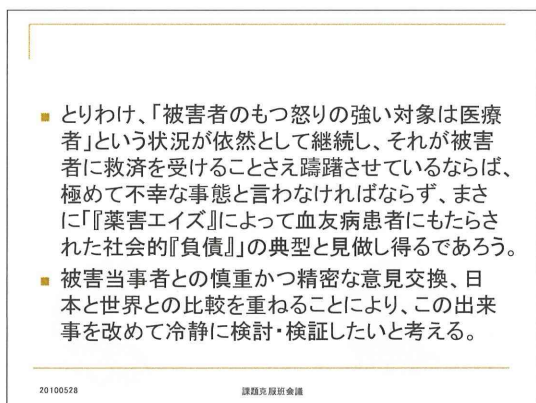 とりわけ、「被害者のもつ怒りの強い対象は医療
者」という状況が依然として継続し、それが被害
者に救済を受けることさえ躊躇させているならば、
極めて不幸な事態と言わなければならず、まさ
に「『薬害エイズ』によって血友病患者にもたらさ
れた社会的『負債』」の典型と見做し得るであろう。
被害当事者との慎重かつ精密な意見交換、日
本と世界との比較を重ねることにより、この出来
事を改めて冷静に検討・検証したいと考える。
20100528
課題克服班会議